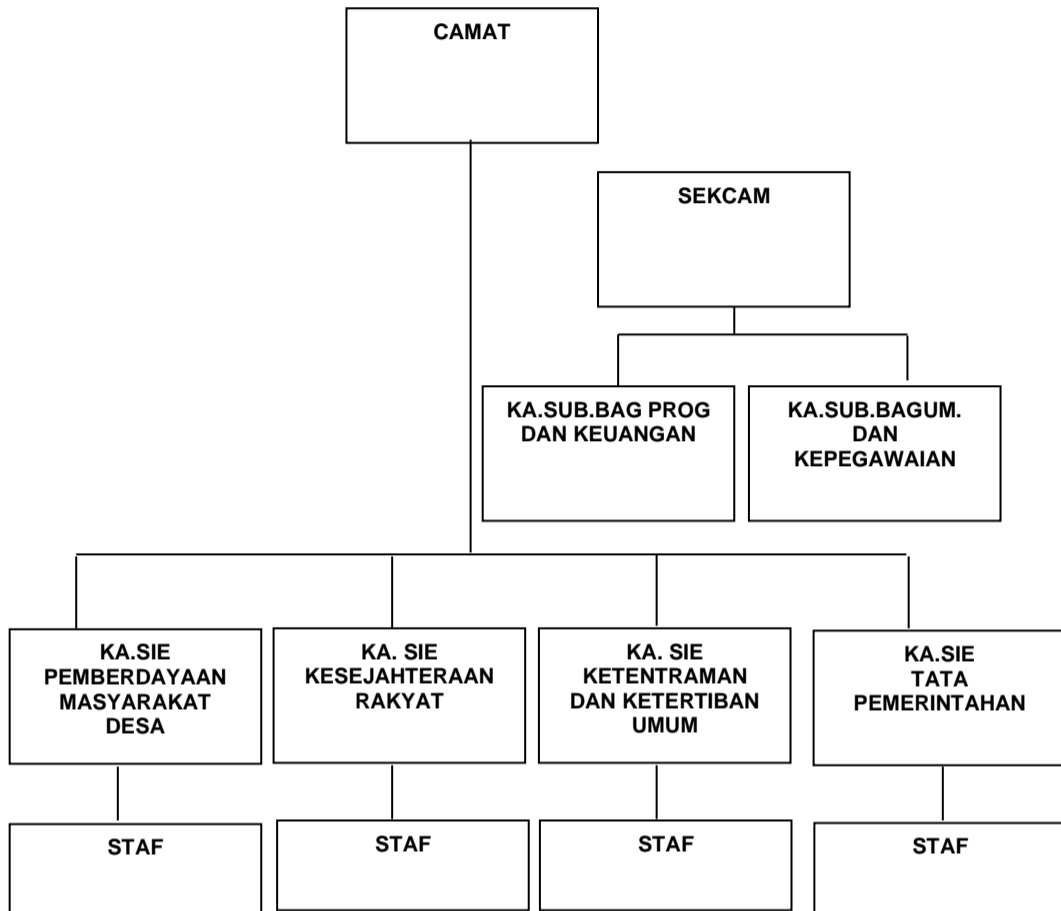 CAMAT
SEKCAM
KA.SUB.BAG PROG
DAN KEUANGAN
KA.SUB.BAGUM.
DAN
KEPEGAWAIAN
KA.SIE
PEMBERDAYAAN
MASYARAKAT
DESA
KA. SIE
KESEJAHTERAAN
RAKYAT
KA. SIE
KETENTRAMAN
DAN KETERTIBAN
UMUM
KA.SIE
TATA
PEMERINTAHAN
STAF
STAF
STAF
STAF